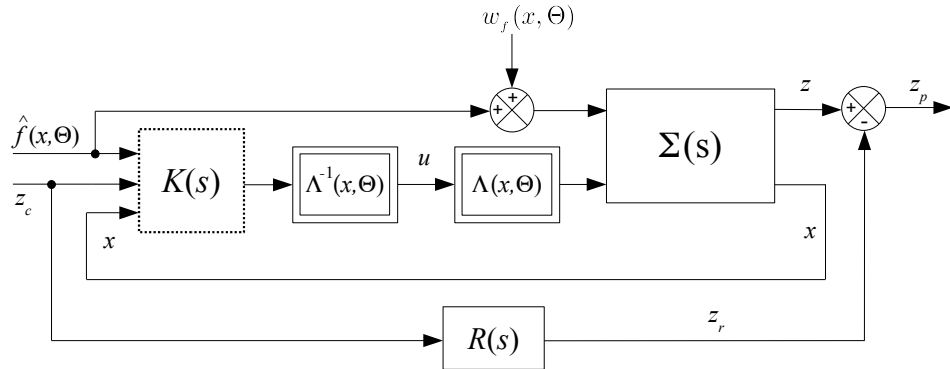 w_f(x,Θ)
+
+
z
+
-
z_p
f̂(x,Θ)
Σ(s)
K(s)
Λ⁻¹(x,Θ)
u
Λ(x,Θ)
z_c
x
x
z_r
R(s)